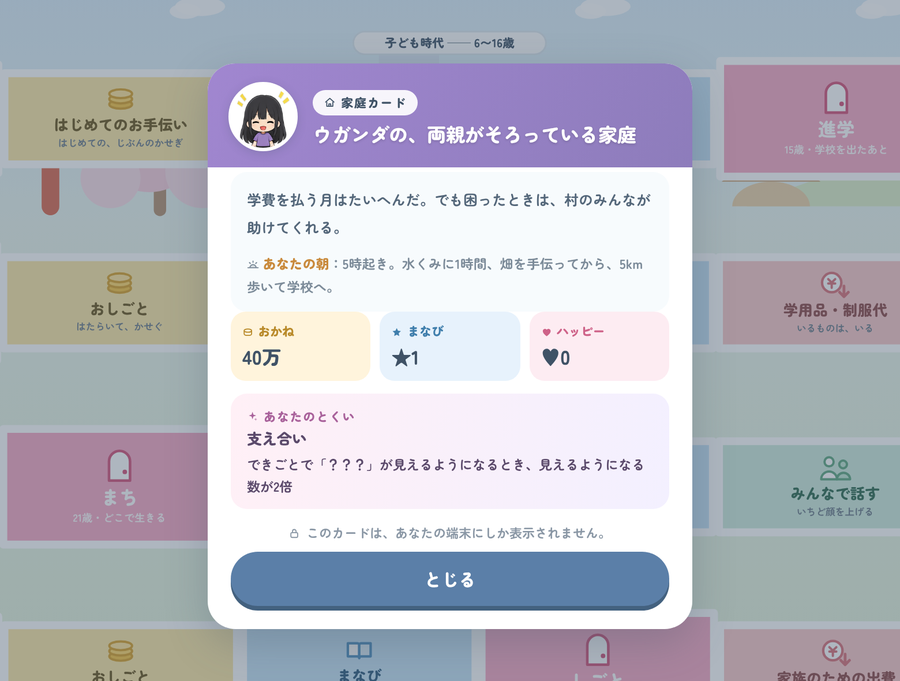 子ども時代 —— 6〜16歳
はじめてのお手伝い
はじめての、じぶんのかせぎ
進学
15歳・学校を出たあと
家庭カード
ウガンダの、両親がそろっている家庭
学費を払う月はたいへんだ。でも困ったときは、村のみんなが
助けてくれる。
あなたの朝：5時起き。水くみに1時間、畑を手伝ってから、5km
歩いて学校へ。
おかね
40万
まなび
★1
ハッピー
♥0
あなたのとくい
支え合い
できごとで「？？？」が見えるようになるとき、見えるようになる
数が2倍
このカードは、あなたの端末にしか表示されません。
とじる
おしごと
はたらいて、かせぐ
学用品・制服代
いるものは、いる
まち
21歳・どこで生きる
みんなで話す
いちど顔を上げる
おしごと
まなび
しごと
家族のための出費